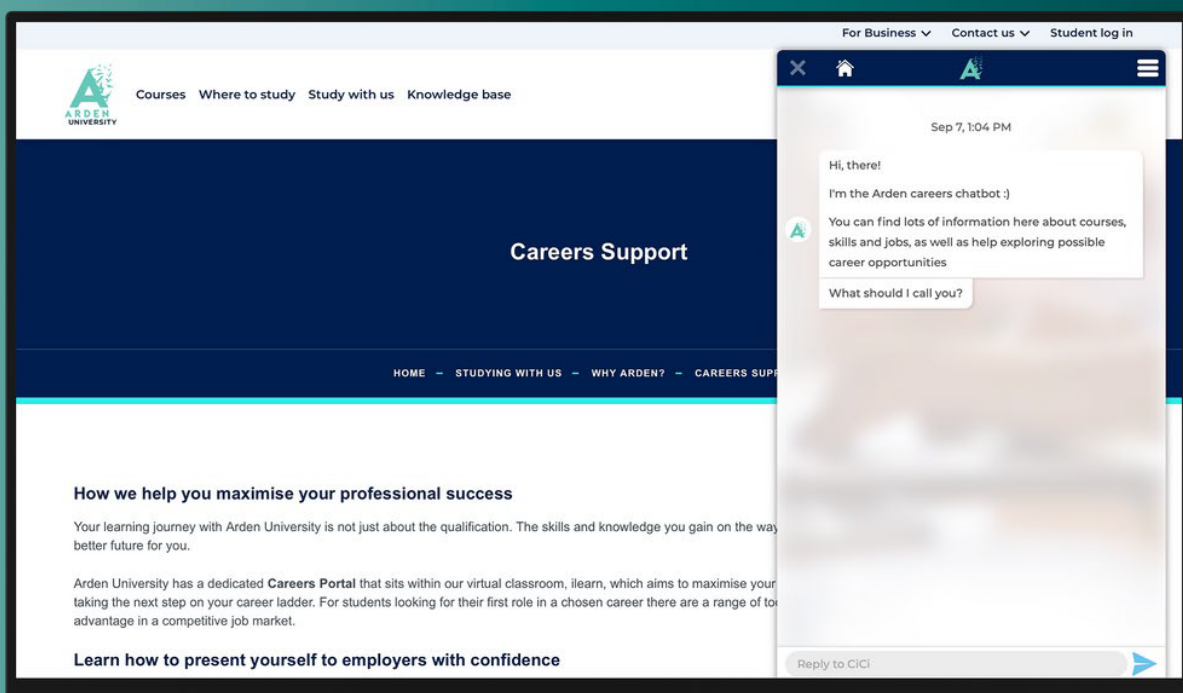 For Business Contact us Student log in
ARDEN
UNIVERSITY
Courses Where to study Study with us Knowledge base
Careers Support
HOME – STUDYING WITH US – WHY ARDEN? – CAREERS SUPP
How we help you maximise your professional success
Your learning journey with Arden University is not just about the qualification. The skills and knowledge you gain on the way
better future for you.
Arden University has a dedicated Careers Portal that sits within our virtual classroom, ilearn, which aims to maximise your
taking the next step on your career ladder. For students looking for their first role in a chosen career there are a range of
advantage in a competitive job market.
Learn how to present yourself to employers with confidence
Sep 7, 1:04 PM
Hi, there!
I'm the Arden careers chatbot :)
You can find lots of information here about courses,
skills and jobs, as well as help exploring possible
career opportunities
What should I call you?
Reply to CiCi